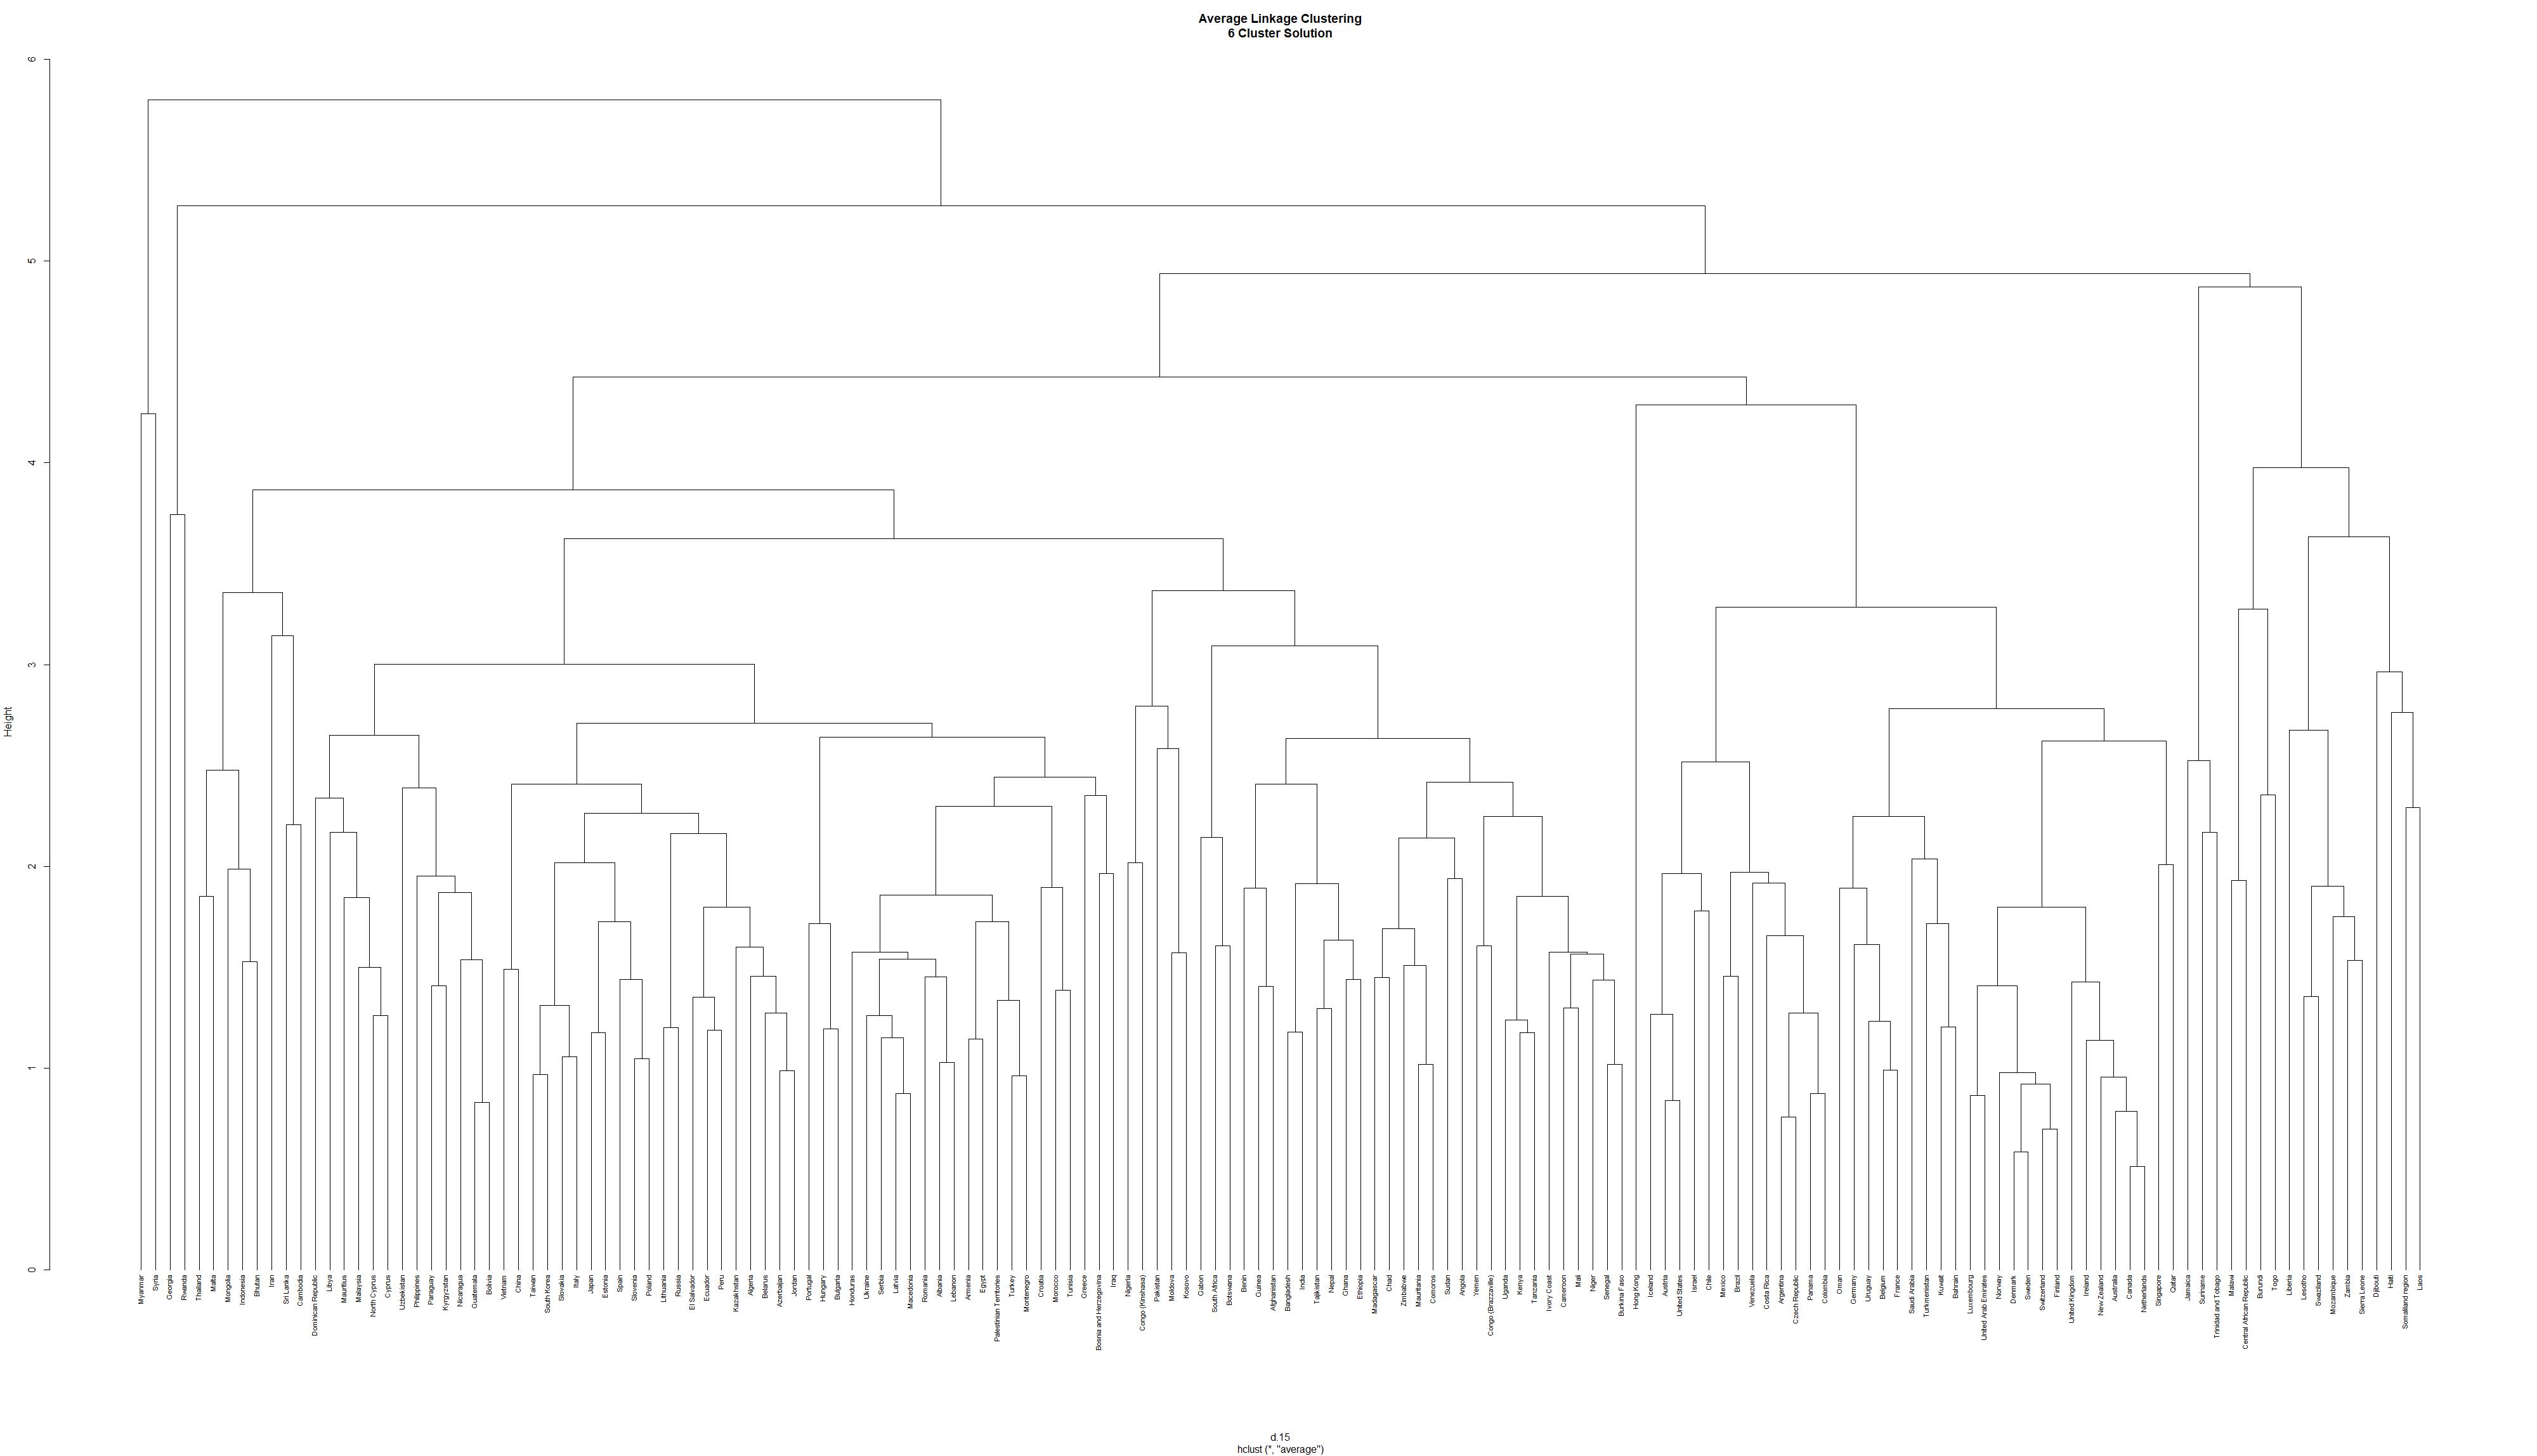 Average Linkage Clustering
6 Cluster Solution
6
5
4
3
2
1
0
Height
Myanmar
Syria
Georgia
Rwanda
Thailand
Malta
Mongolia
Indonesia
Bhutan
Iran
Sri Lanka
Cambodia
Dominican Republic
Libya
Mauritius
Malaysia
North Cyprus
Cyprus
Uzbekistan
Philippines
Paraguay
Kyrgyzstan
Nicaragua
Guatemala
Bolivia
Vietnam
China
Taiwan
South Korea
Slovakia
Italy
Japan
Estonia
Spain
Slovenia
Poland
Lithuania
Russia
El Salvador
Ecuador
Peru
Kazakhstan
Algeria
Belarus
Azerbaijan
Jordan
Portugal
Hungary
Bulgaria
Honduras
Ukraine
Serbia
Latvia
Macedonia
Romania
Albania
Lebanon
Armenia
Egypt
Palestinian Territories
Turkey
Montenegro
Croatia
Morocco
Tunisia
Greece
Bosnia and Herzegovina
Iraq
Nigeria
Congo (Kinshasa)
Pakistan
Moldova
Kosovo
Gabon
South Africa
Botswana
Benin
Guinea
Afghanistan
Bangladesh
India
Tajikistan
Nepal
Ghana
Ethiopia
Madagascar
Chad
Zimbabwe
Mauritania
Comoros
Sudan
Angola
Yemen
Congo (Brazzaville)
Uganda
Kenya
Tanzania
Ivory Coast
Cameroon
Mali
Niger
Senegal
Burkina Faso
Hong Kong
Iceland
Austria
United States
Israel
Chile
Mexico
Brazil
Venezuela
Costa Rica
Argentina
Czech Republic
Panama
Colombia
Oman
Germany
Uruguay
Belgium
France
Saudi Arabia
Turkmenistan
Kuwait
Bahrain
Luxembourg
United Arab Emirates
Norway
Denmark
Sweden
Switzerland
Finland
United Kingdom
Ireland
New Zealand
Australia
Canada
Netherlands
Singapore
Qatar
Jamaica
Suriname
Trinidad and Tobago
Malawi
Central African Republic
Burundi
Togo
Liberia
Lesotho
Swaziland
Mozambique
Zambia
Sierra Leone
Djibouti
Haiti
Somaliland region
Laos
d.15
hclust (*, "average")